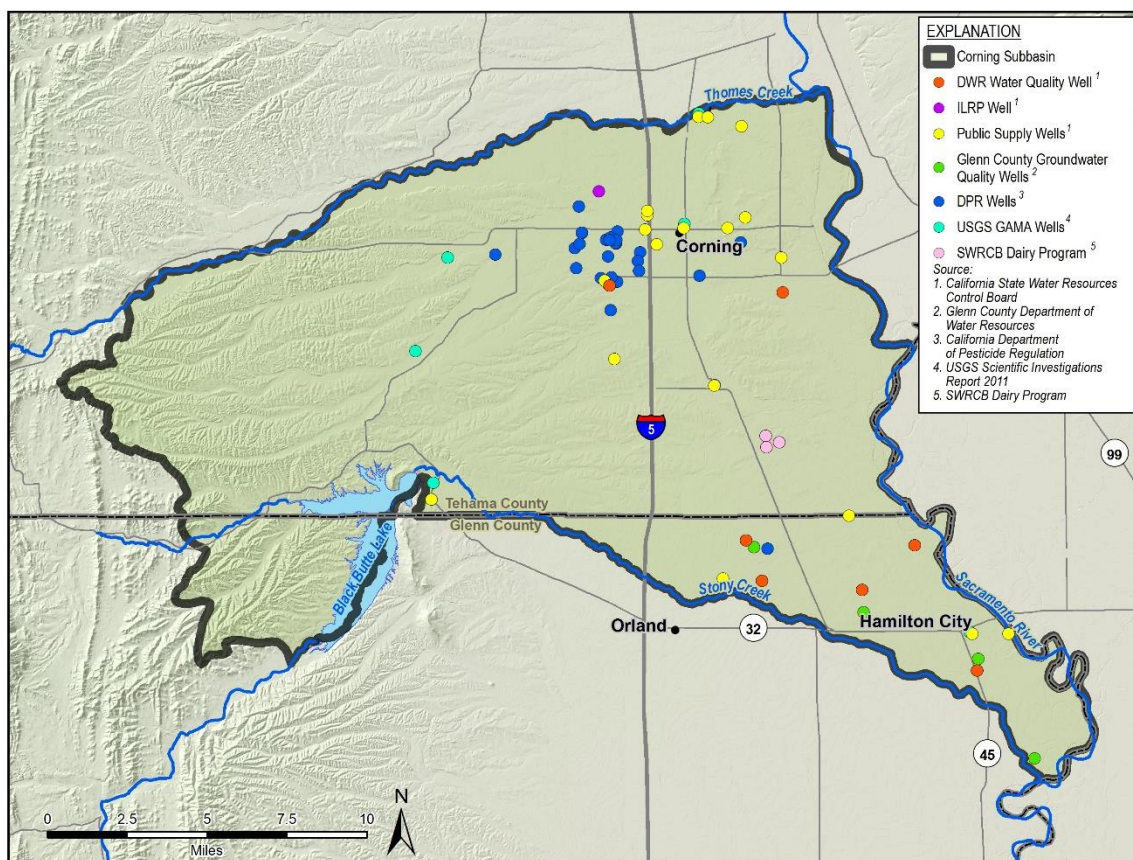 EXPLANATION
Corning Subbasin
DWR Water Quality Well 1
ILRP Well 1
Public Supply Wells 1
Glenn County Groundwater
Quality Wells 2
DPR Wells 3
USGS GAMA Wells 4
SWRCB Dairy Program 5
Source:
1. California State Water Resources
Control Board
2. Glenn County Department of
Water Resources
3. California Department
of Pesticide Regulation
4. USGS Scientific Investigations
Report 2011
5. SWRCB Dairy Program
Thomes Creek
Corning
5
99
Tehama County
Glenn County
Black Butte Lake
Stony Creek
Sacramento River
Orland
32
Hamilton City
45
0 2.5 5 7.5 10
Miles
N